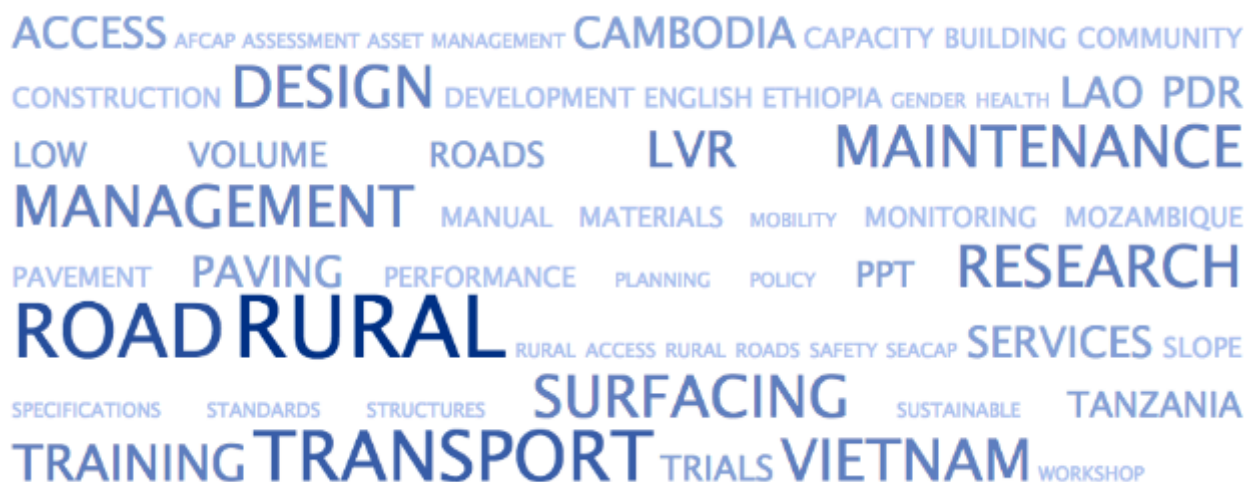 ACCESS AFCAP ASSESSMENT ASSET MANAGEMENT CAMBODIA CAPACITY BUILDING COMMUNITY
CONSTRUCTION DESIGN DEVELOPMENT ENGLISH ETHIOPIA GENDER HEALTH LAO PDR
LOW VOLUME ROADS LVR MAINTENANCE
MANAGEMENT MANUAL MATERIALS MOBILITY MONITORING MOZAMBIQUE
PAVEMENT PAVING PERFORMANCE PLANNING POLICY PPT RESEARCH
ROAD RURAL RURAL ACCESS RURAL ROADS SAFETY SEACAP SERVICES SLOPE
SPECIFICATIONS STANDARDS STRUCTURES SURFACING SUSTAINABLE TANZANIA
TRAINING TRANSPORT TRIALS VIETNAM WORKSHOP